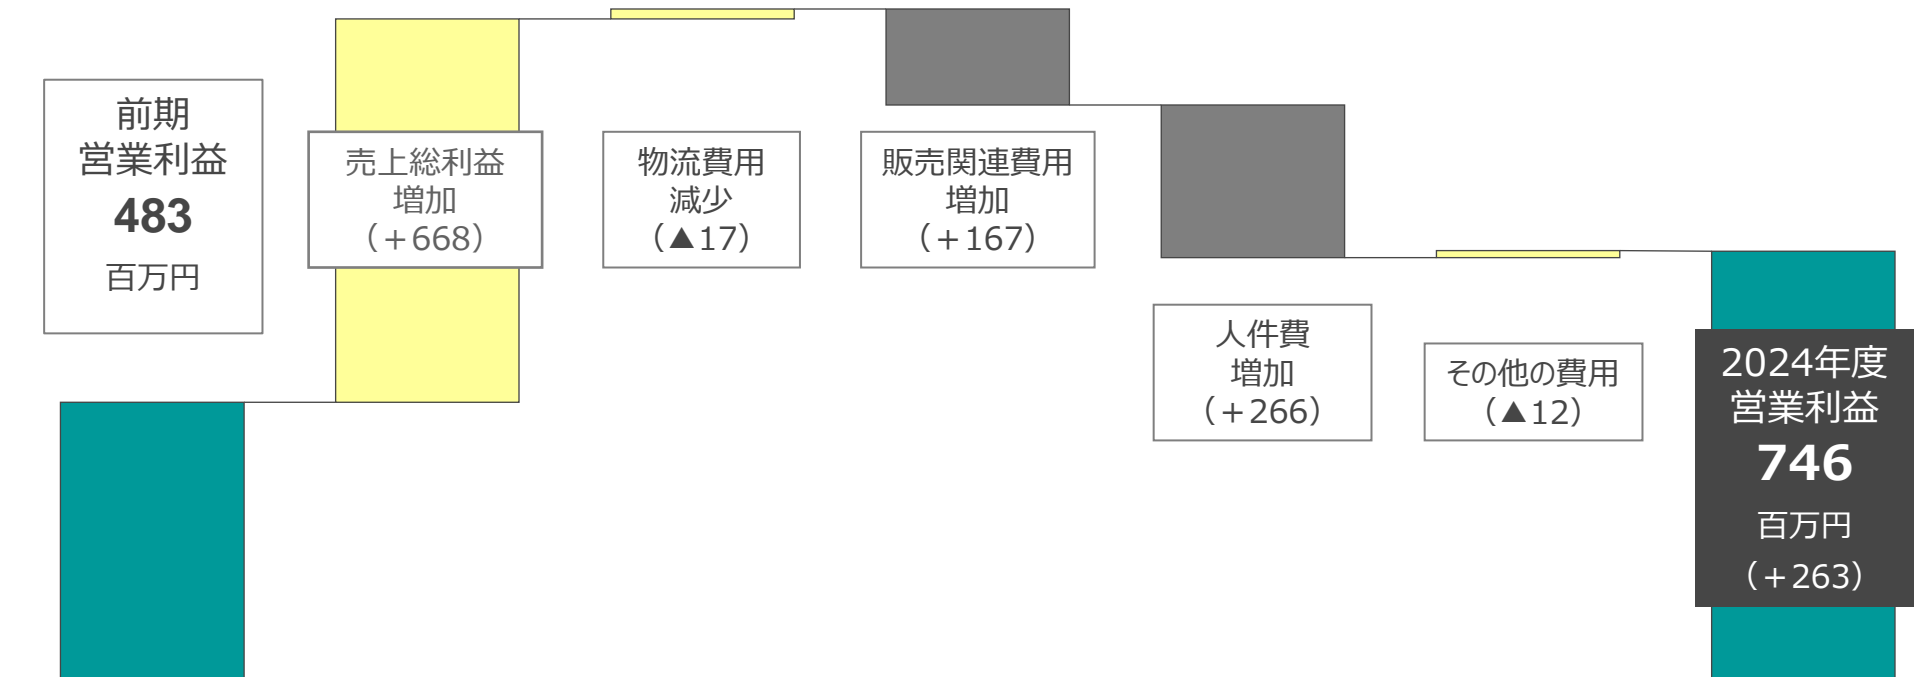 前期
営業利益
483
百万円
売上総利益
増加
（＋668）
物流費用
減少
（▲17）
販売関連費用
増加
（＋167）
人件費
増加
（＋266）
その他の費用
（▲12）
2024年度
営業利益
746
百万円
（＋263）